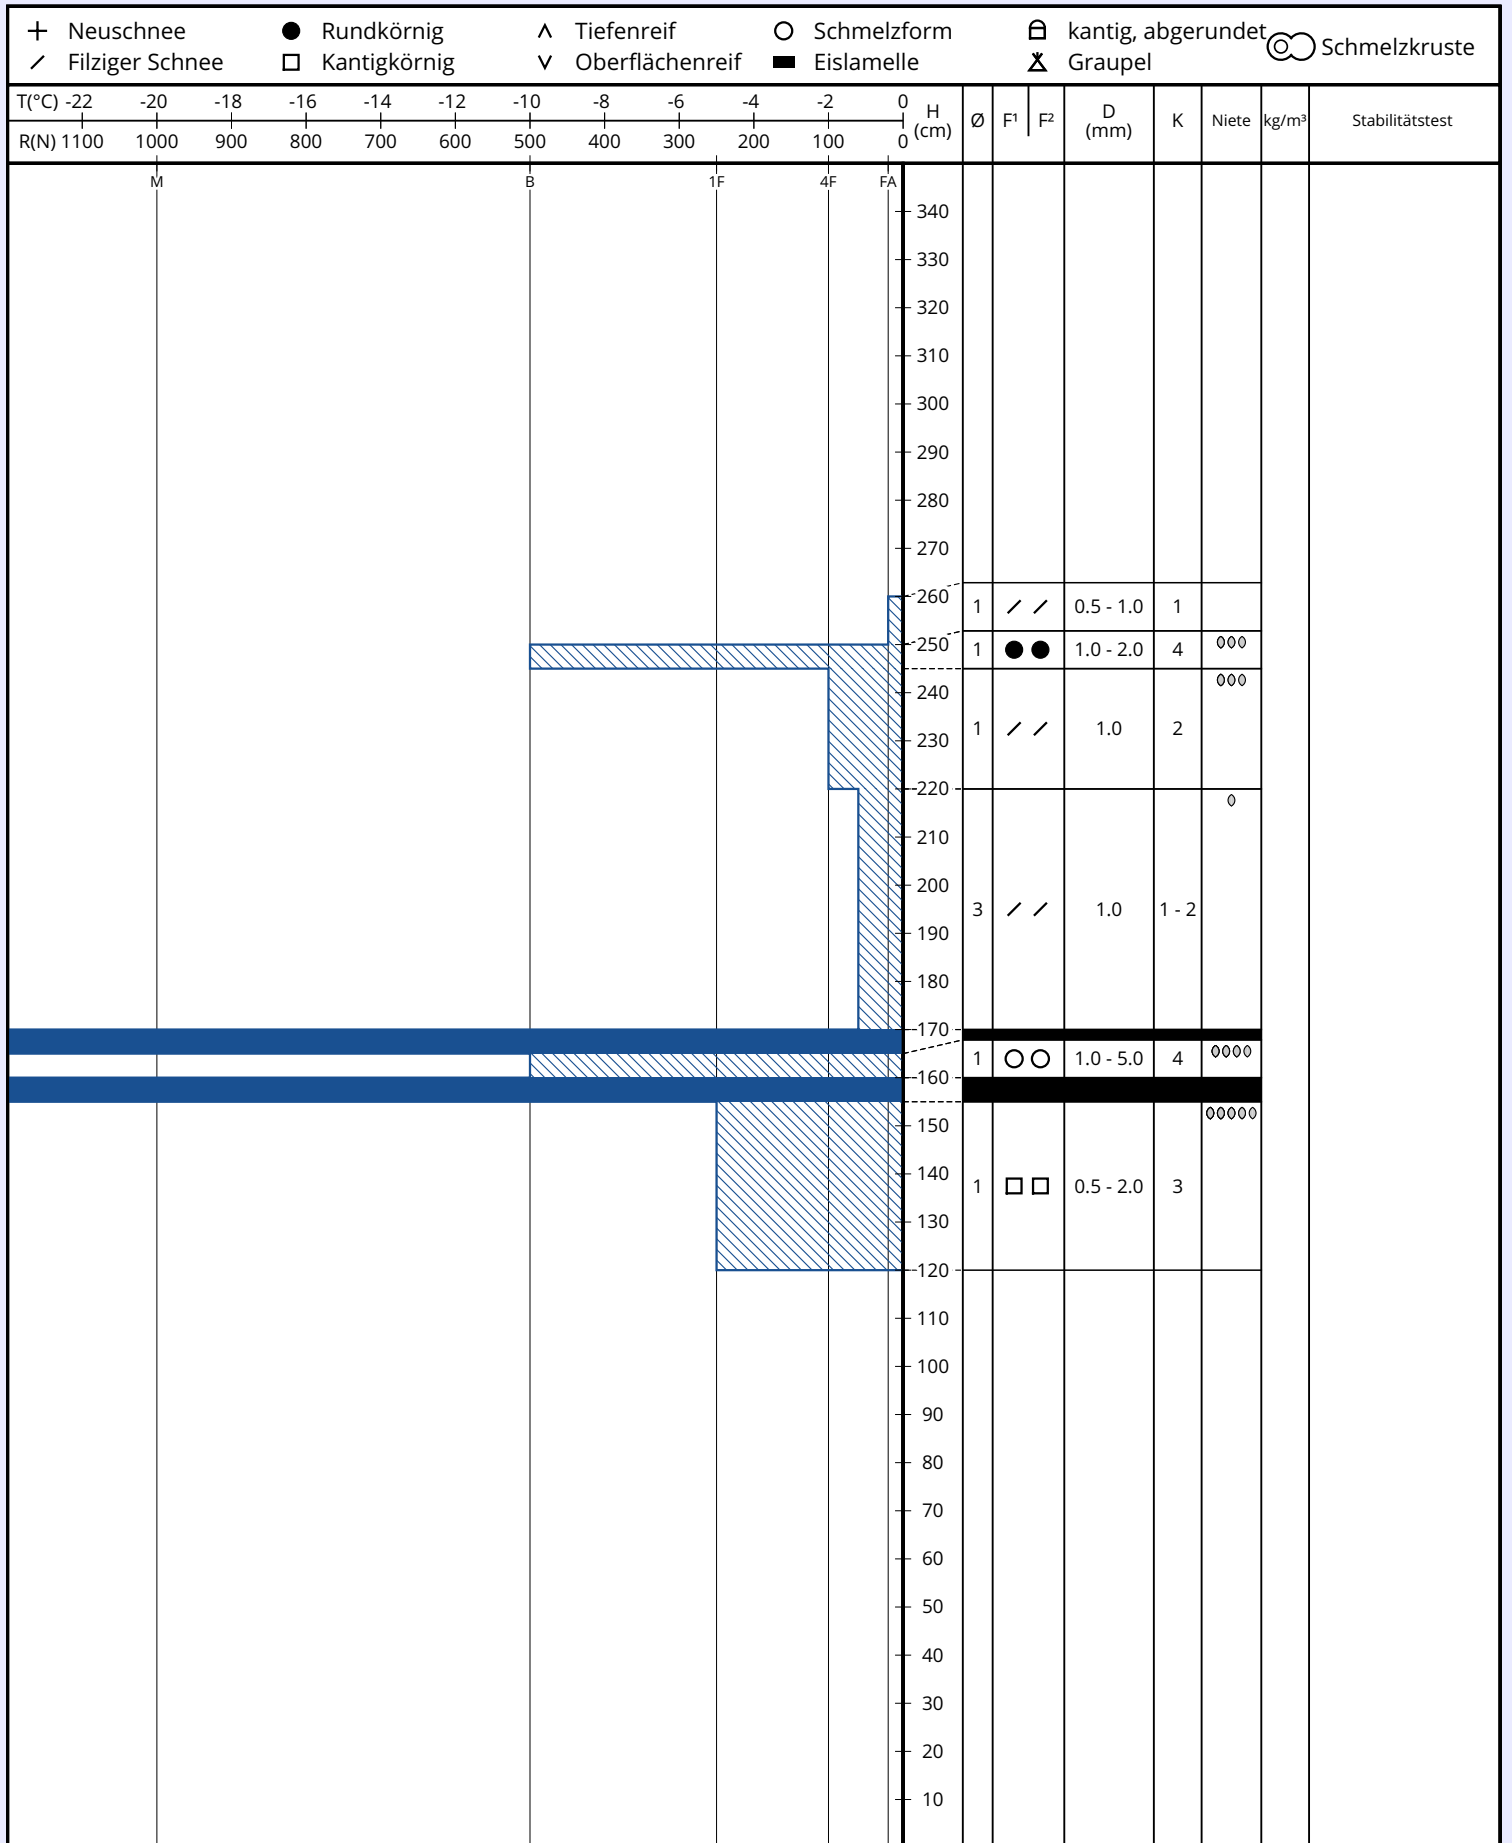 Neuschnee Rundkörnig Tiefenreif Schmelzform kantig, abgerundet Schmelzkruste
Filziger Schnee Kantigkörnig Oberflächenreif Eislamelle Graupel
T(°C) -22 -20 -18 -16 -14 -12 -10 -8 -6 -4 -2 0
R(N) 1100 1000 900 800 700 600 500 400 300 200 100 0
H (cm) Ø F¹ F² D (mm) K Niete kg/m³ Stabilitätstest
M B 1F 4F FA
340
330
320
310
300
290
280
270
260
1 0.5 - 1.0 1
250
1 1.0 - 2.0 4
240
1 1.0 2
230
220
210
200
3 1.0 1 - 2
190
180
170
1 1.0 - 5.0 4
160
150
140
1 0.5 - 2.0 3
130
120
110
100
90
80
70
60
50
40
30
20
10